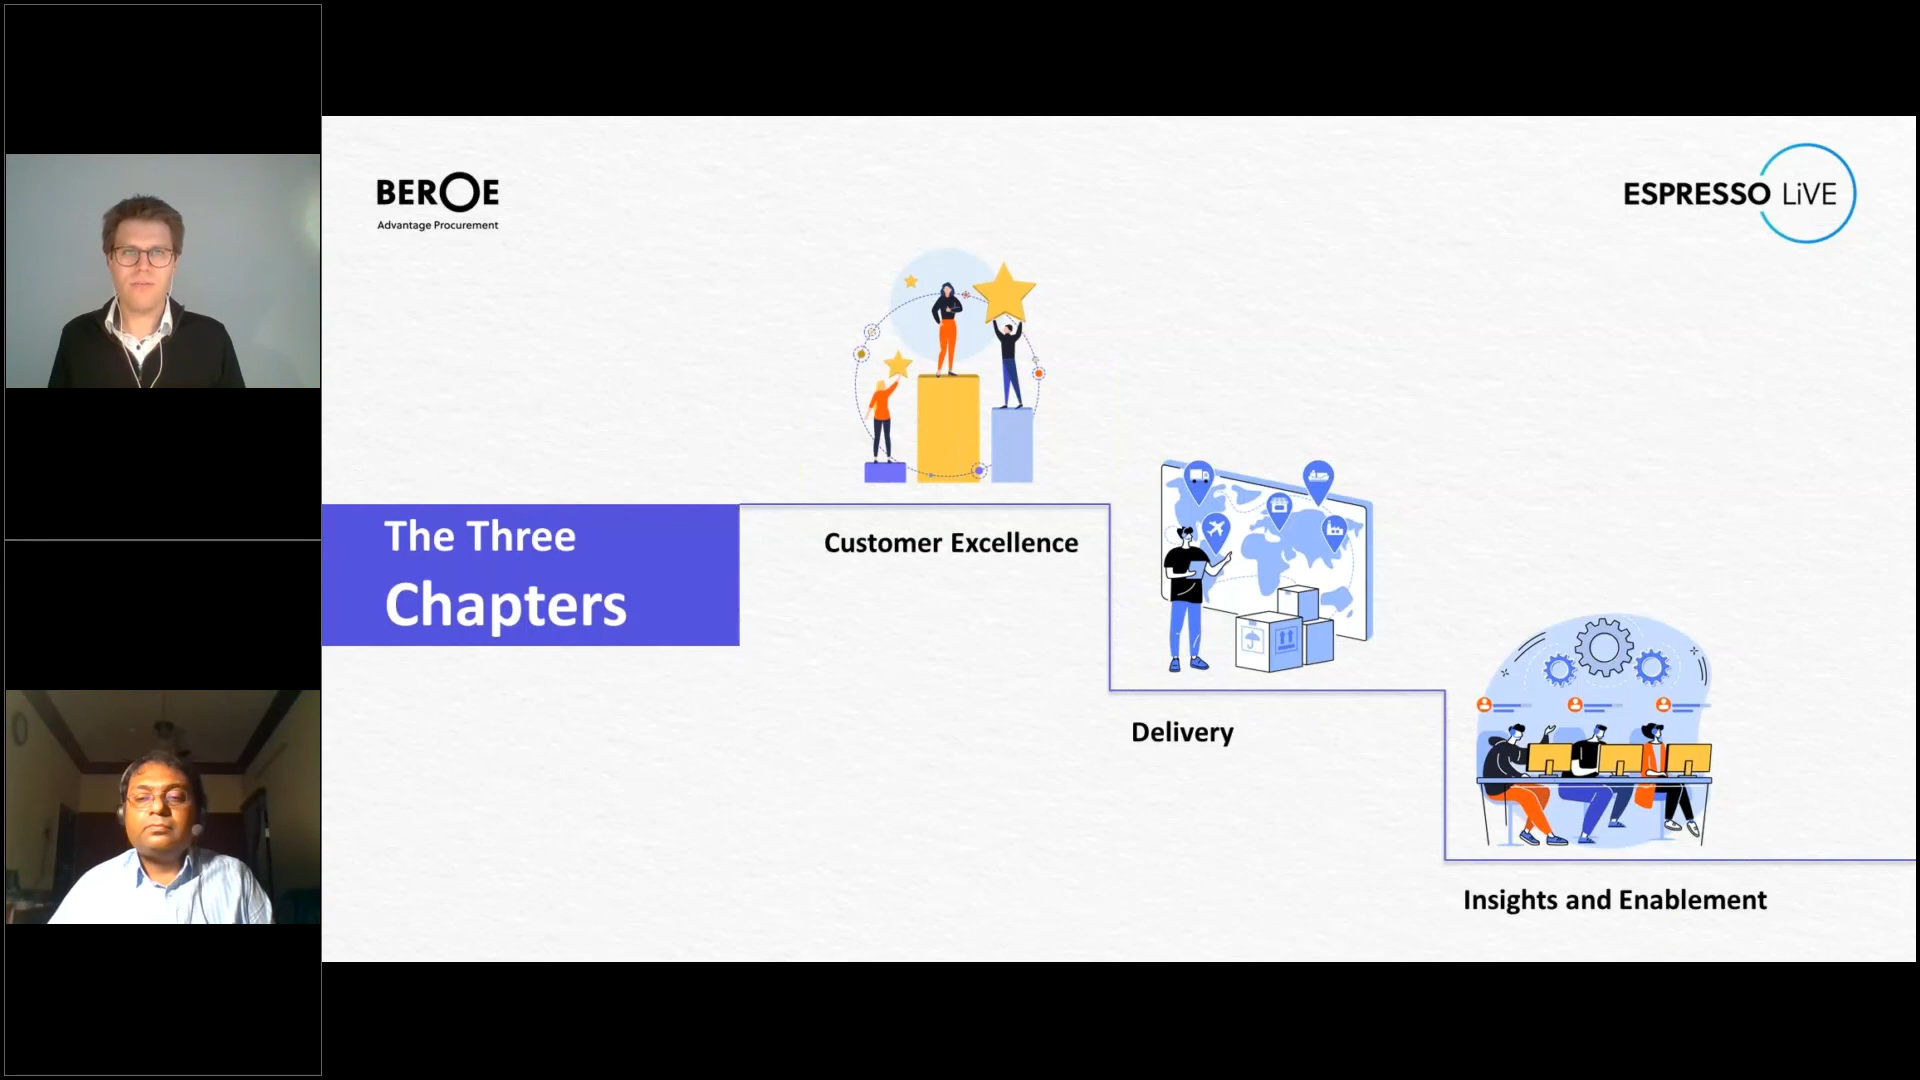 BEROE
Advantage Procurement
ESPRESSO LiVE
The Three
Chapters
Customer Excellence
Delivery
Insights and Enablement